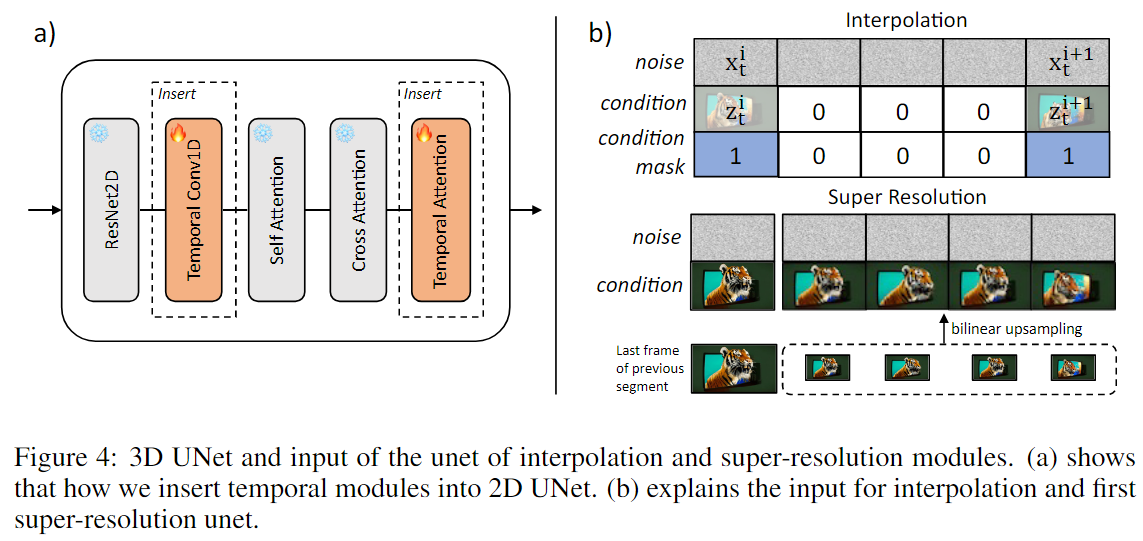 a)
Insert
Insert
ResNet2D
Temporal Conv1D
Self Attention
Cross Attention
Temporal Attention
b)
Interpolation
noise
x_t^i
x_t^{i+1}
condition
z_t^i
0
0
0
z_t^{i+1}
condition
mask
1
0
0
0
1
Super Resolution
noise
condition
bilinear upsampling
Last frame
of previous
segment
Figure 4: 3D UNet and input of the unet of interpolation and super-resolution modules. (a) shows
that how we insert temporal modules into 2D UNet. (b) explains the input for interpolation and first
super-resolution unet.